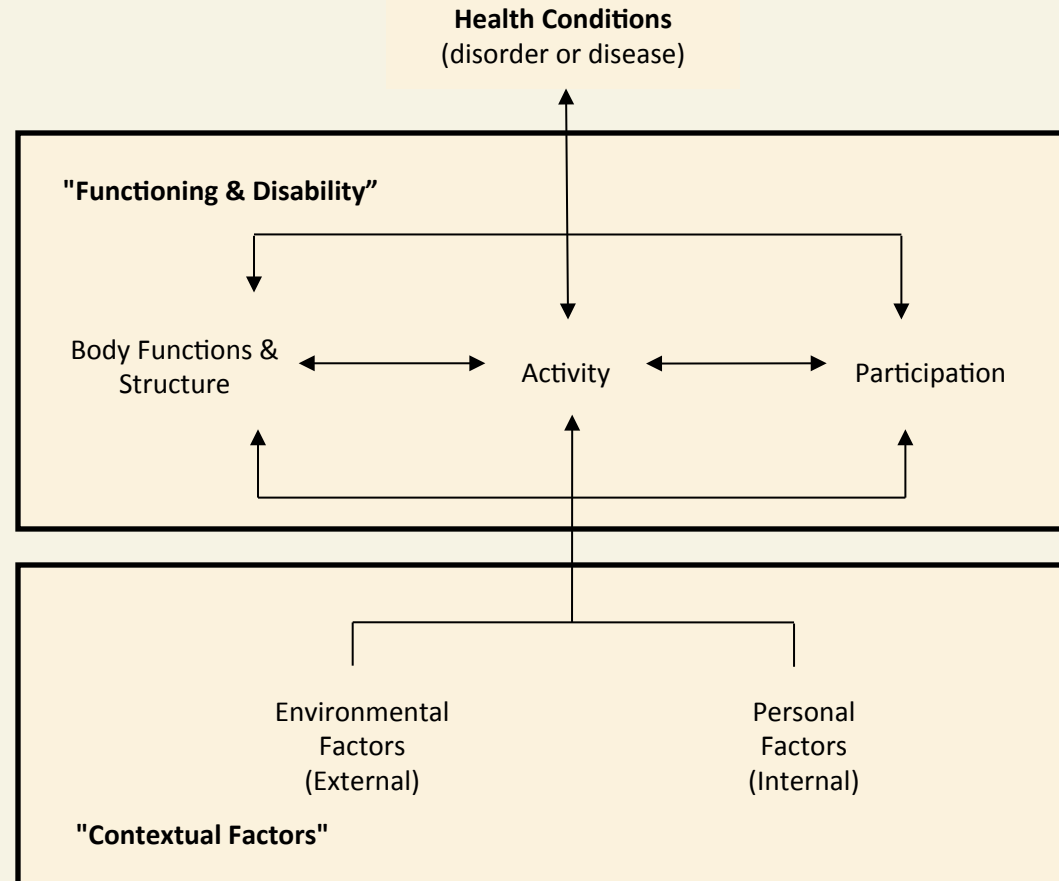 Health Conditions
(disorder or disease)
"Functioning & Disability”
Body Functions &
Structure
Activity
Participation
Environmental
Factors
(External)
Personal
Factors
(Internal)
"Contextual Factors"